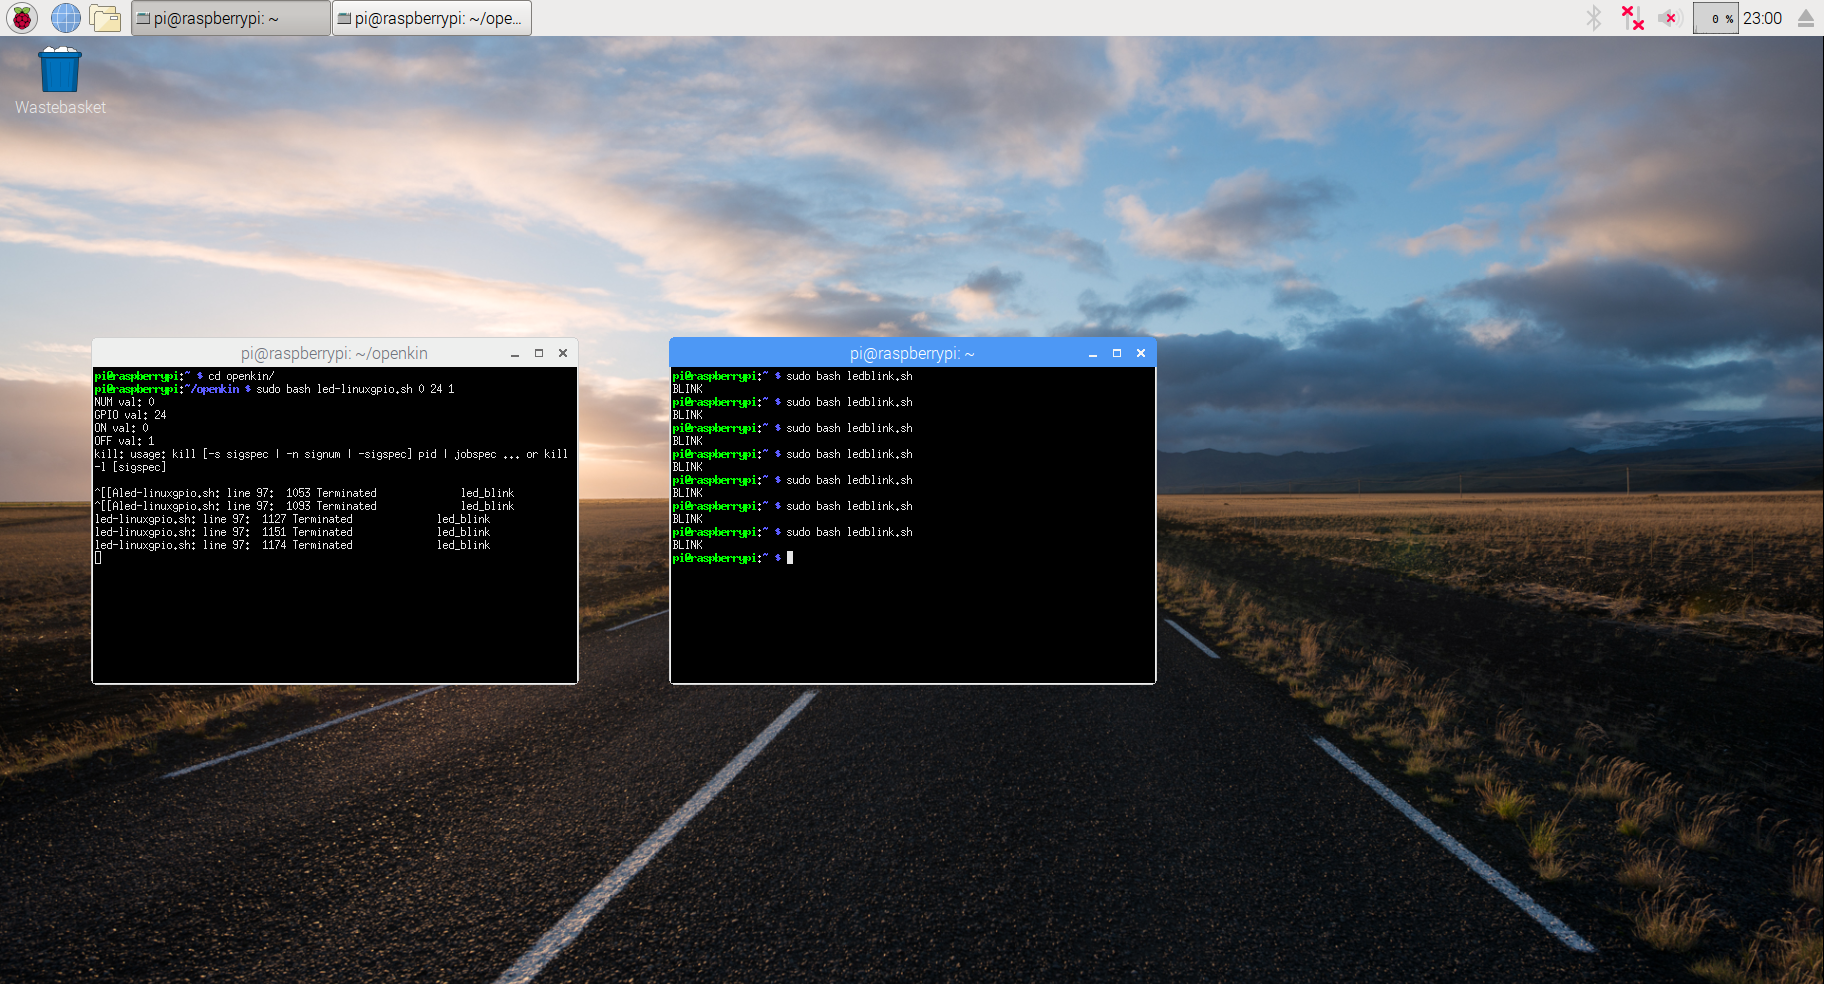 pi@raspberrypi: ~
pi@raspberrypi: ~/ope...
0 %
23:00
Wastebasket
pi@raspberrypi: ~/openkin
pi@raspberrypi:~ $ cd openkin/
pi@raspberrypi:~/openkin $ sudo bash led-linuxgpio.sh 0 24 1
NUM val: 0
GPIO val: 24
ON val: 0
OFF val: 1
kill: usage: kill [-s sigspec | -n signum | -sigspec] pid | jobspec ... or kill
-l [sigspec]
^[[Aled-linuxgpio.sh: line 97:  1053 Terminated              led_blink
^[[Aled-linuxgpio.sh: line 97:  1093 Terminated              led_blink
led-linuxgpio.sh: line 97:  1127 Terminated              led_blink
led-linuxgpio.sh: line 97:  1151 Terminated              led_blink
led-linuxgpio.sh: line 97:  1174 Terminated              led_blink
pi@raspberrypi: ~
pi@raspberrypi:~ $ sudo bash ledblink.sh
BLINK
pi@raspberrypi:~ $ sudo bash ledblink.sh
BLINK
pi@raspberrypi:~ $ sudo bash ledblink.sh
BLINK
pi@raspberrypi:~ $ sudo bash ledblink.sh
BLINK
pi@raspberrypi:~ $ sudo bash ledblink.sh
BLINK
pi@raspberrypi:~ $ sudo bash ledblink.sh
BLINK
pi@raspberrypi:~ $ sudo bash ledblink.sh
BLINK
pi@raspberrypi:~ $